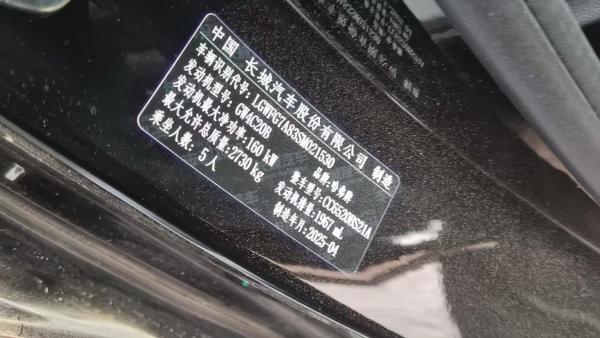 中国 长城汽车股份有限公司 制造
车辆识别代号: LGWFG7A83SM021530
品牌: 哈弗牌
发动机型号: GW4C20B
整车型号: CC6520BS21A
发动机最大净功率: 160 kW
发动机排量: 1967 mL
最大允许总质量: 2730 kg
制造年月: 2025-04
乘坐人数: 5人